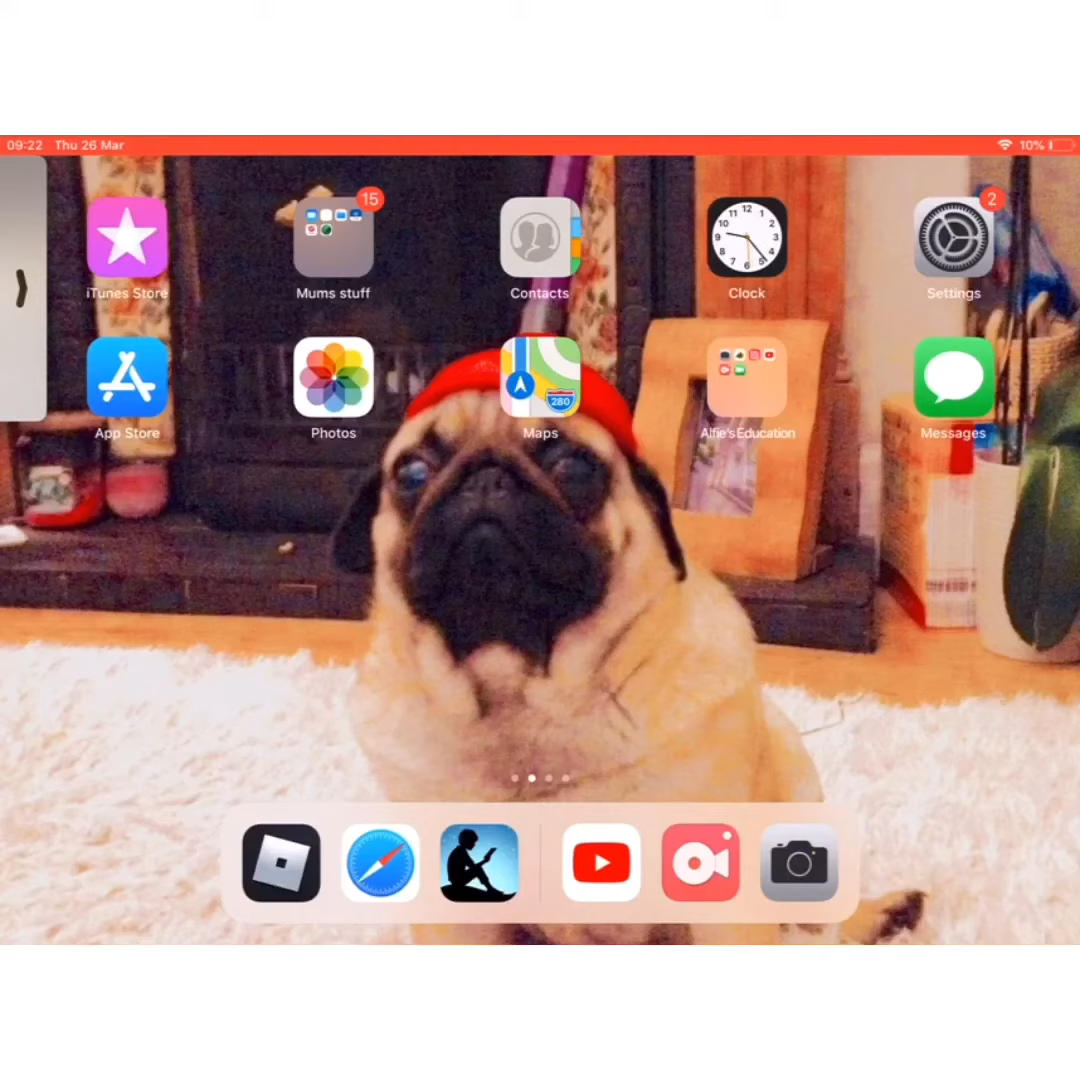 09:22 Thu 26 Mar
10%
15
2
iTunes Store
Mums stuff
Contacts
Clock
Settings
280
App Store
Photos
Maps
Alfie's Education
Messages